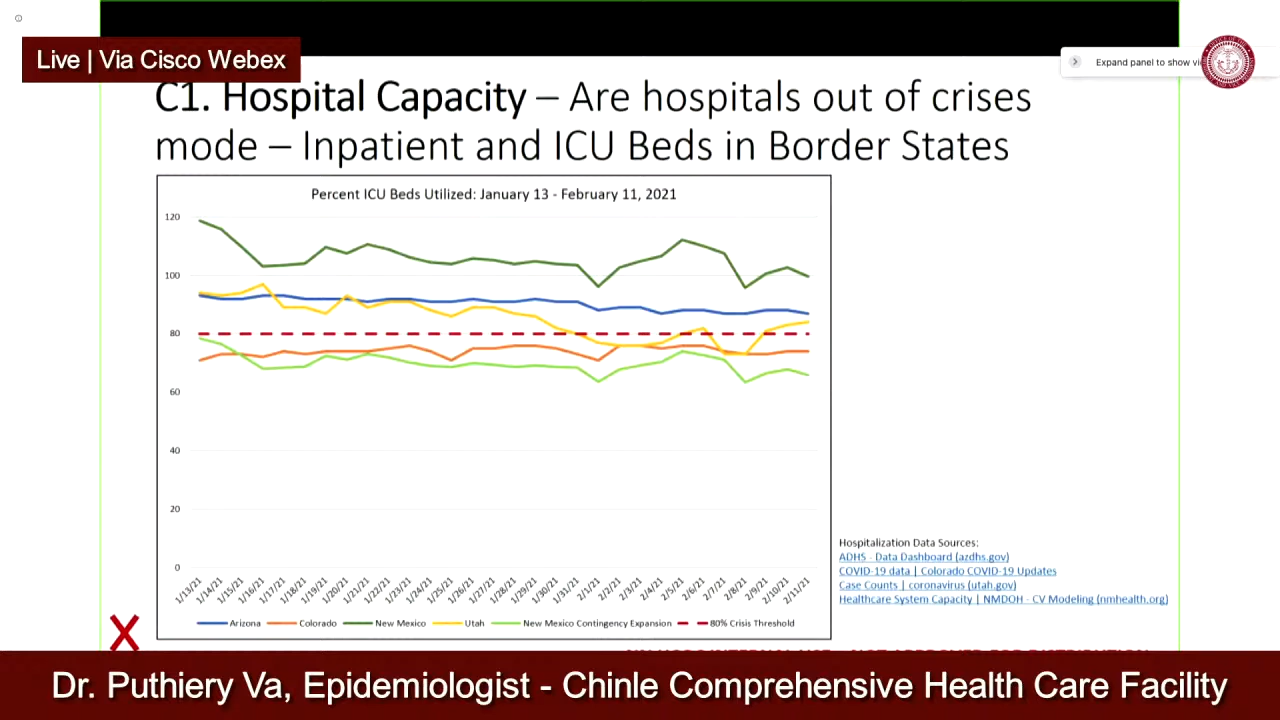 Live | Via Cisco Webex
Expand panel to show vi
C1. Hospital Capacity – Are hospitals out of crises
mode – Inpatient and ICU Beds in Border States
Percent ICU Beds Utilized: January 13 - February 11, 2021
120
100
80
60
40
20
0
1/13/21 1/14/21 1/15/21 1/16/21 1/17/21 1/18/21 1/19/21 1/20/21 1/21/21 1/22/21 1/23/21 1/24/21 1/25/21 1/26/21 1/27/21 1/28/21 1/29/21 1/30/21 1/31/21 2/1/21 2/2/21 2/3/21 2/4/21 2/5/21 2/6/21 2/7/21 2/8/21 2/9/21 2/10/21 2/11/21
Arizona Colorado New Mexico Utah New Mexico Contingency Expansion 80% Crisis Threshold
Hospitalization Data Sources:
ADHS - Data Dashboard (azdhs.gov)
COVID-19 data | Colorado COVID-19 Updates
Case Counts | coronavirus (utah.gov)
Healthcare System Capacity | NMDOH - CV Modeling (nmhealth.org)
X
Dr. Puthiery Va, Epidemiologist - Chinle Comprehensive Health Care Facility